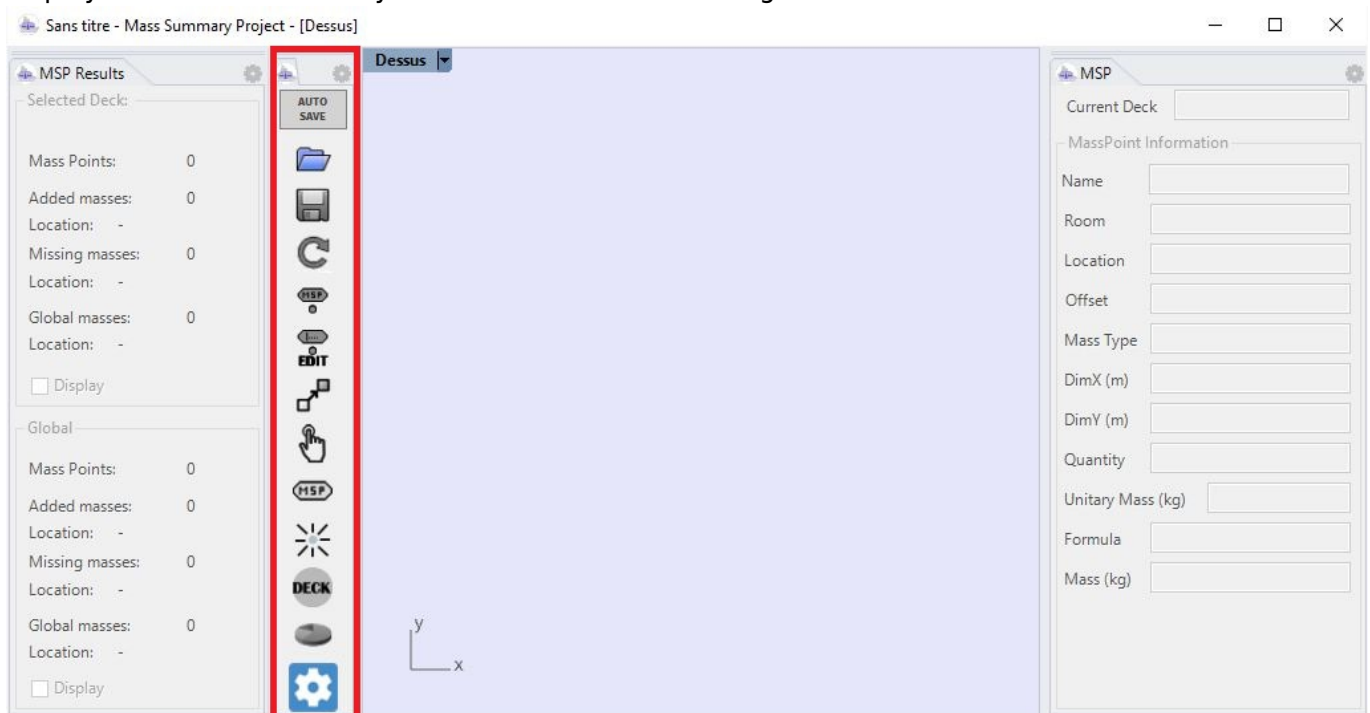 Sans titre - Mass Summary Project - [Dessus]
MSP Results
Selected Deck:
Mass Points: 0
Added masses: 0
Location: -
Missing masses: 0
Location: -
Global masses: 0
Location: -
Display
Global
Mass Points: 0
Added masses: 0
Location: -
Missing masses: 0
Location: -
Global masses: 0
Location: -
Display
AUTO
SAVE
MSP
EDIT
MSP
DECK
Dessus
y
x
MSP
Current Deck
MassPoint Information
Name
Room
Location
Offset
Mass Type
DimX (m)
DimY (m)
Quantity
Unitary Mass (kg)
Formula
Mass (kg)